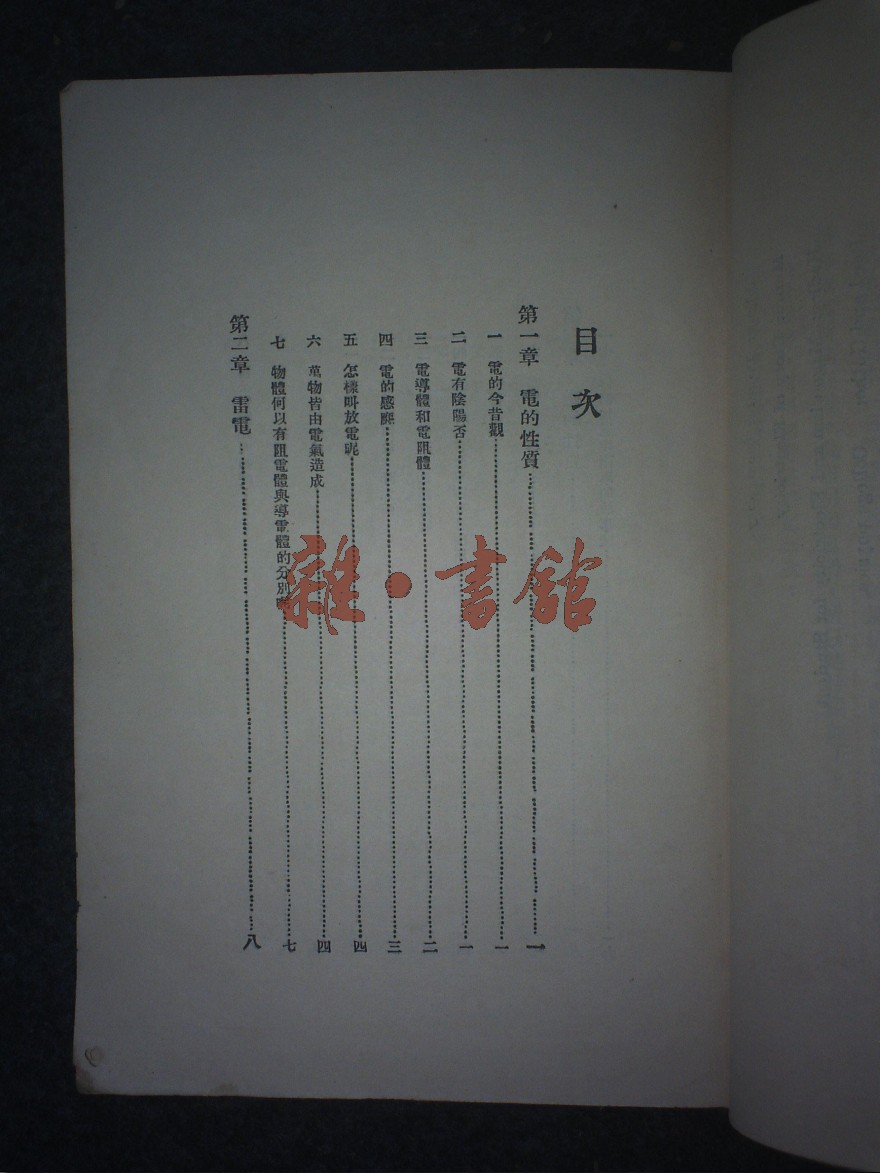 目次
第一章　電的性質……一
一　電的今昔觀……一
二　電有陰陽否……一
三　電導體和電阻體……二
四　電的感應……三
五　怎樣叫放電呢……四
六　萬物皆由電氣造成……四
七　物體何以有阻電體與導電體的分別呢……七
第二章　雷電……八
雜·書館